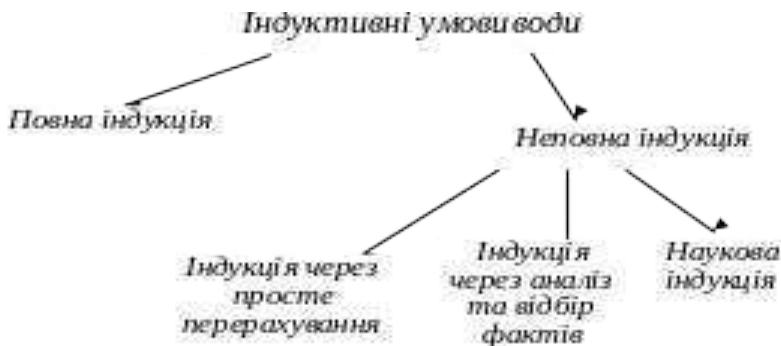 Індуктивні умовиводи
Повна індукція
Неповна індукція
Індукція через
просте
перерахування
Індукція
через аналіз
та відбір
фактів
Наукова
індукція